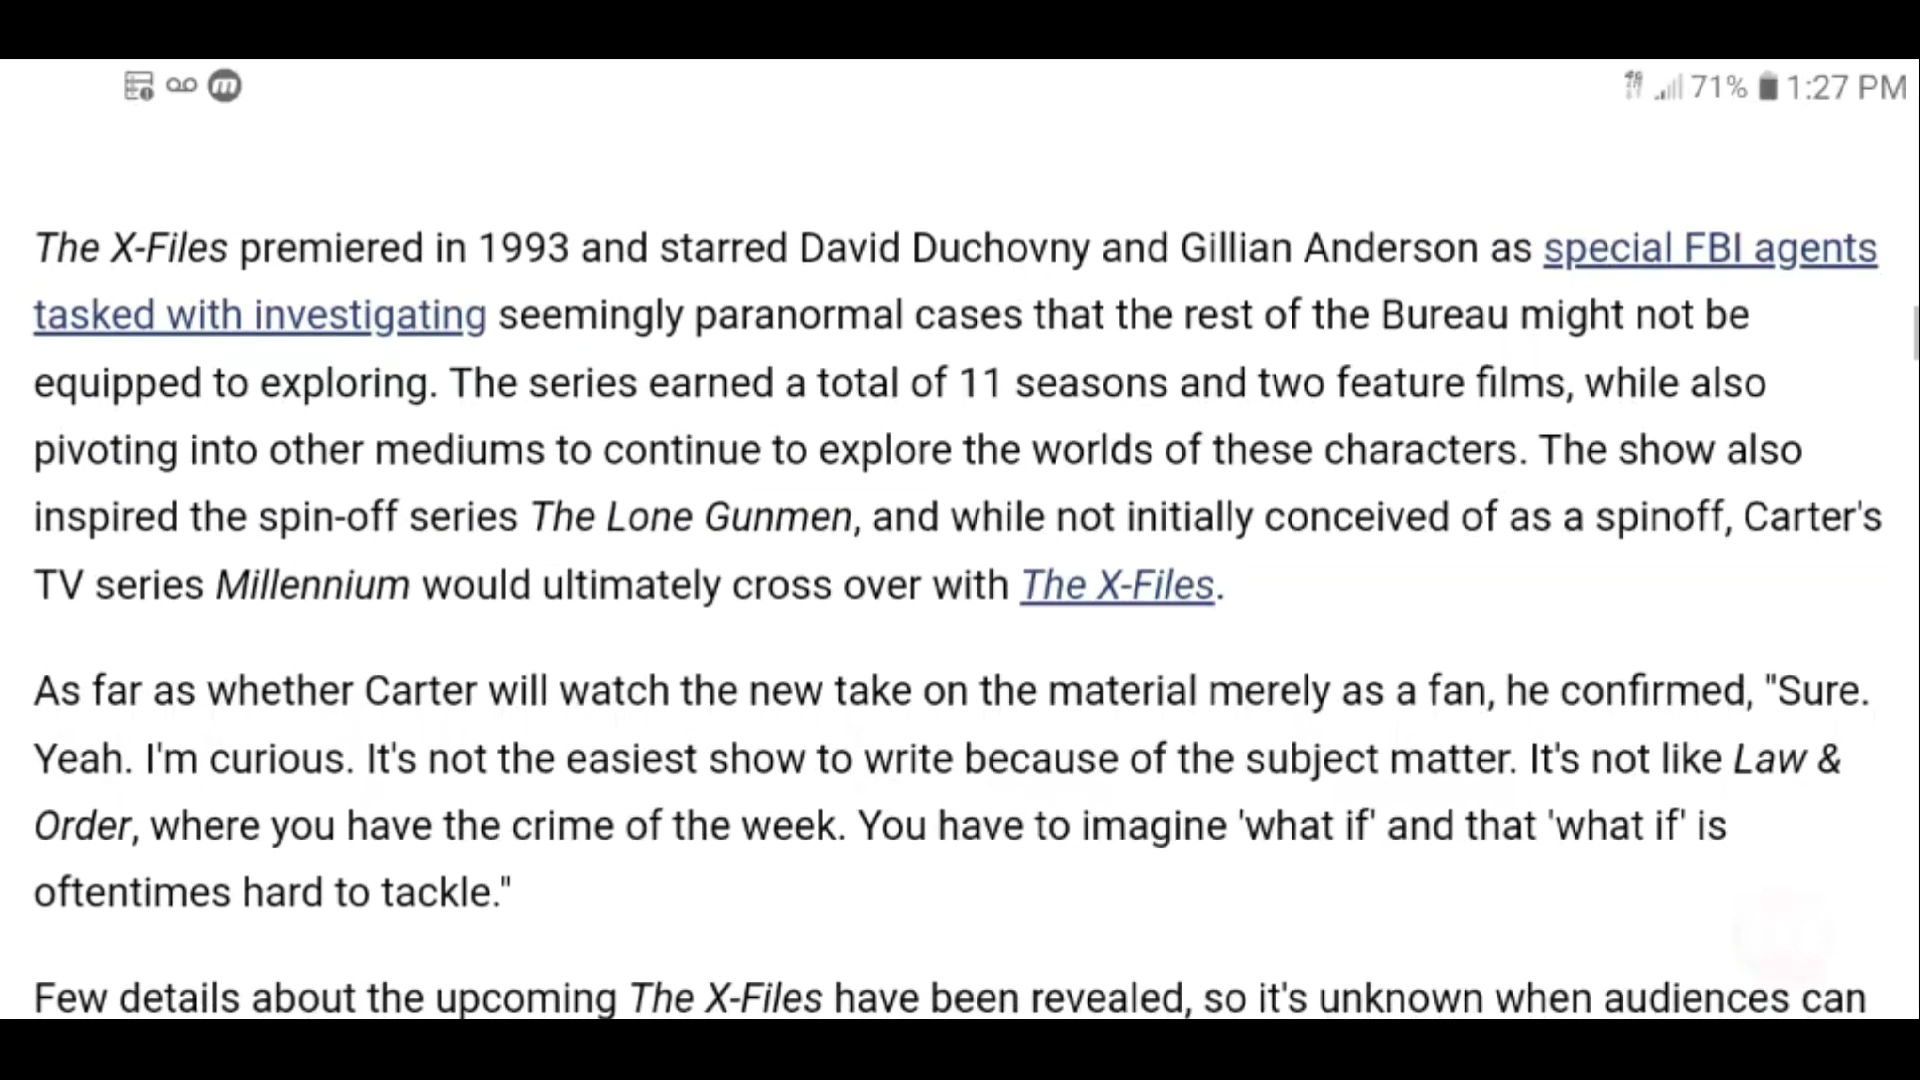 71% 1:27 PM
The X-Files premiered in 1993 and starred David Duchovny and Gillian Anderson as special FBI agents
tasked with investigating seemingly paranormal cases that the rest of the Bureau might not be
equipped to exploring. The series earned a total of 11 seasons and two feature films, while also
pivoting into other mediums to continue to explore the worlds of these characters. The show also
inspired the spin-off series The Lone Gunmen, and while not initially conceived of as a spinoff, Carter's
TV series Millennium would ultimately cross over with The X-Files.
As far as whether Carter will watch the new take on the material merely as a fan, he confirmed, "Sure.
Yeah. I'm curious. It's not the easiest show to write because of the subject matter. It's not like Law &
Order, where you have the crime of the week. You have to imagine 'what if' and that 'what if' is
oftentimes hard to tackle."
Few details about the upcoming The X-Files have been revealed, so it's unknown when audiences can